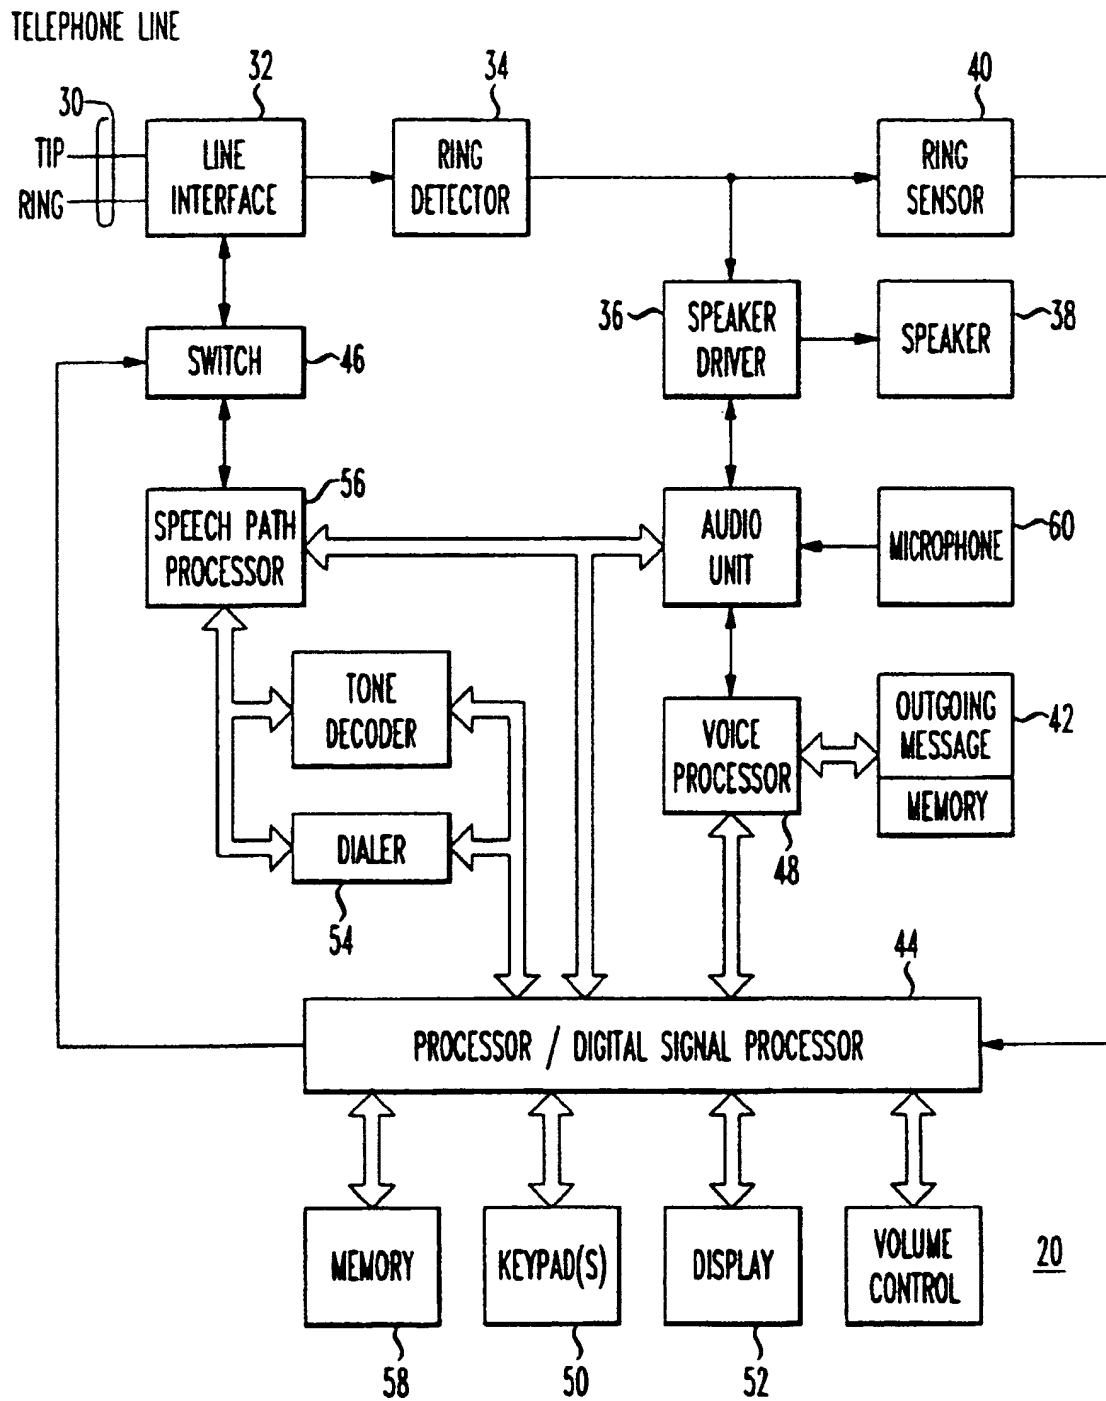 TELEPHONE LINE
32
34
40
30
TIP
RING
LINE
INTERFACE
RING
DETECTOR
RING
SENSOR
36
SPEAKER
DRIVER
SPEAKER
38
SWITCH
46
56
SPEECH PATH
PROCESSOR
AUDIO
UNIT
MICROPHONE
60
TONE
DECODER
VOICE
PROCESSOR
OUTGOING
MESSAGE
42
MEMORY
DIALER
48
54
44
PROCESSOR / DIGITAL SIGNAL PROCESSOR
MEMORY
KEYPAD(S)
DISPLAY
VOLUME
CONTROL
20
58
50
52